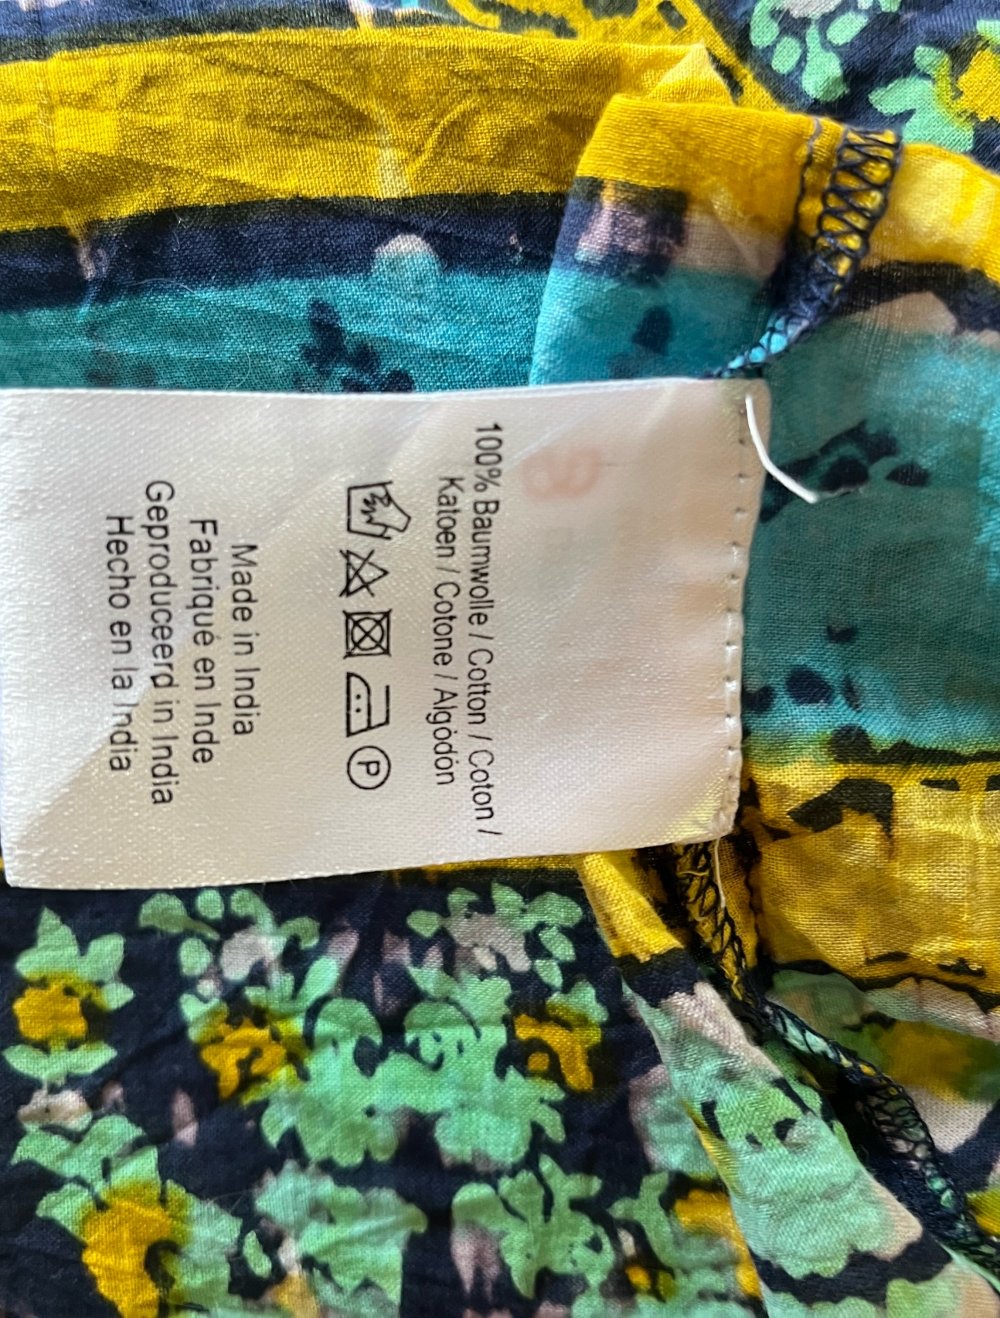 100% Baumwolle / Cotton / Coton /
Katoen / Cotone / Algodón
P
Made in India
Fabriqué en Inde
Geproduceerd in India
Hecho en la India